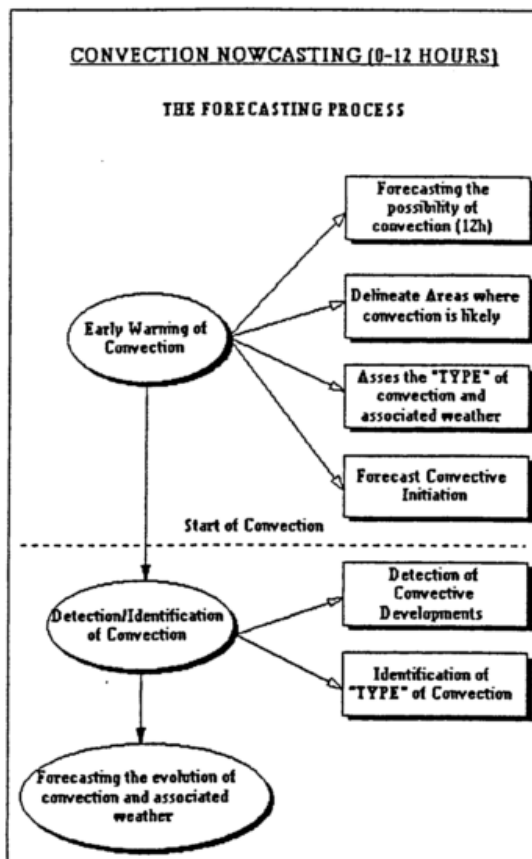 CONVECTION NOWCASTING (0-12 HOURS)
THE FORECASTING PROCESS
Forecasting the
possibility of
convection (12h)
Early Warning of
Convection
Delineate Areas where
convection is likely
Asses the "TYPE" of
convection and
associated weather
Forecast Convective
Initiation
Start of Convection
Detection/Identification
of Convection
Detection of
Convective
Developments
Identification of
"TYPE" of Convection
Forecasting the evolution of
convection and associated
weather